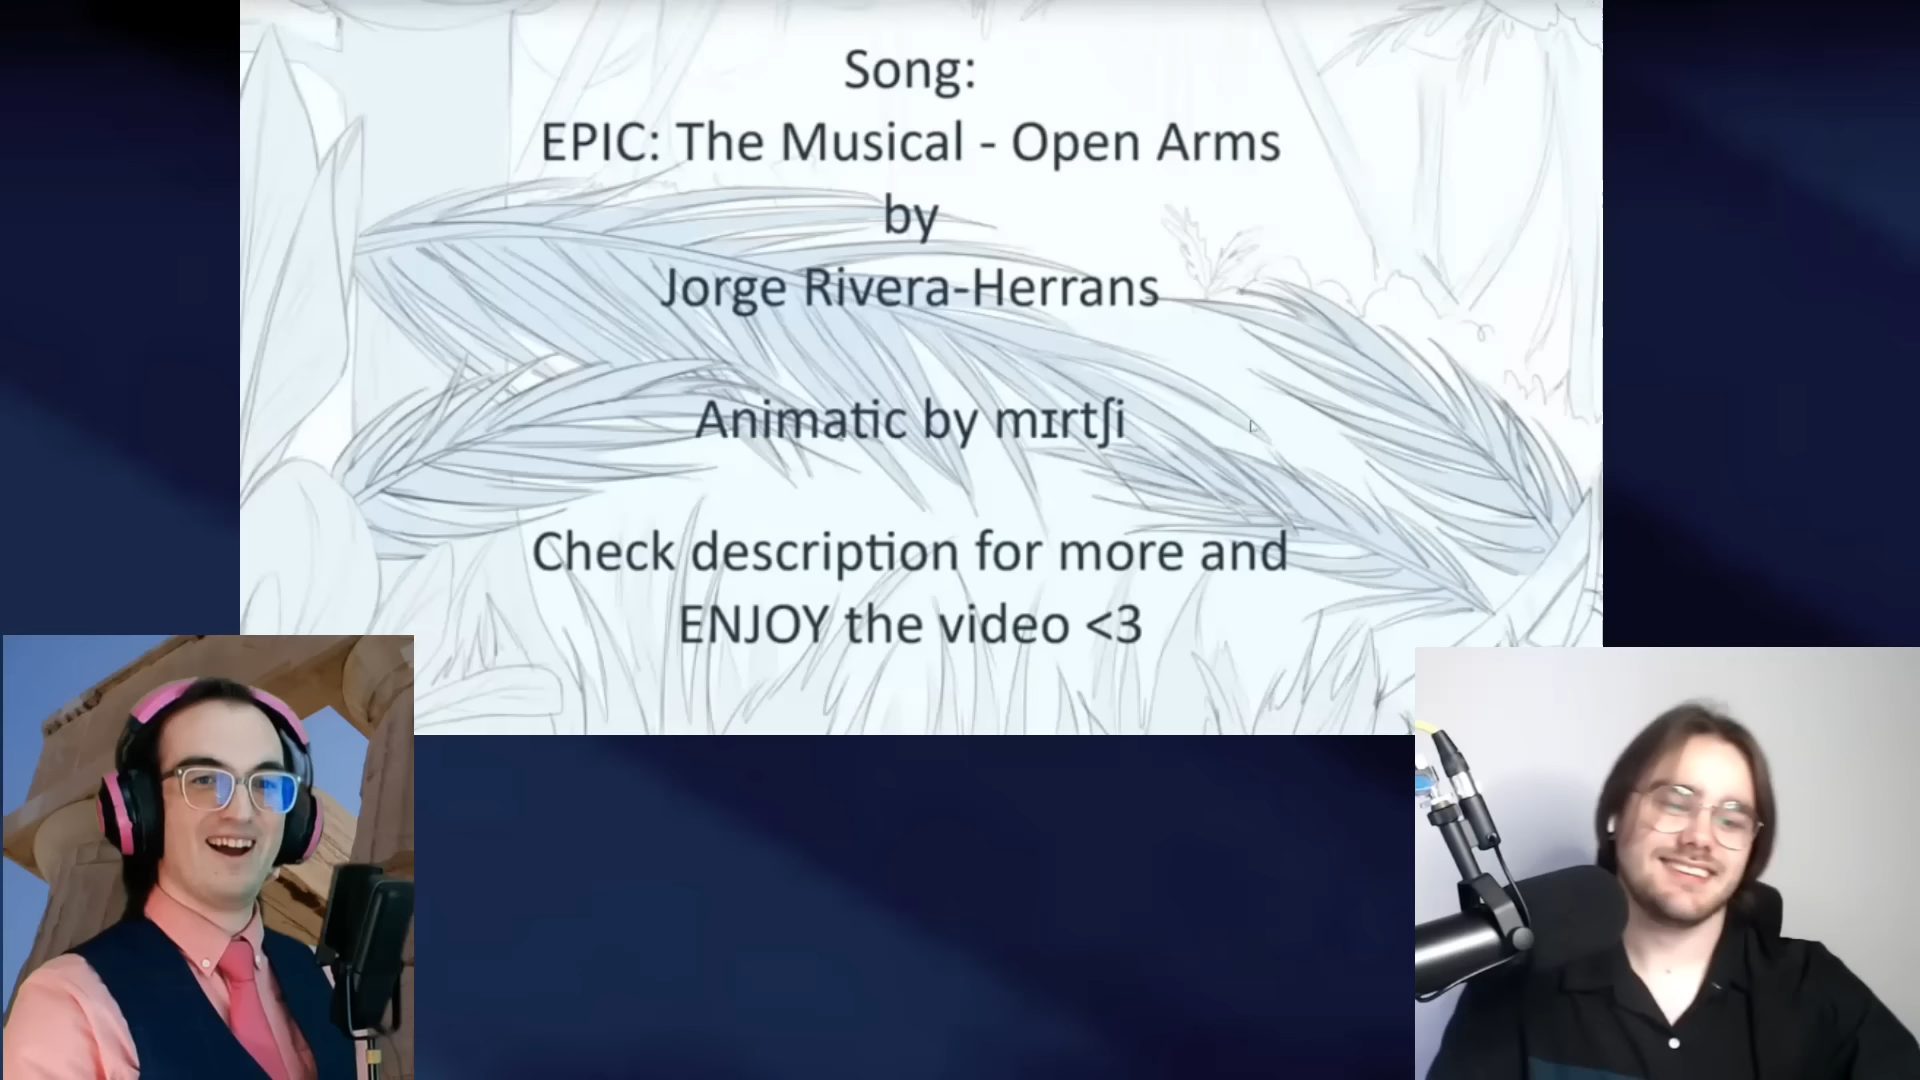 Song:
EPIC: The Musical - Open Arms
by
Jorge Rivera-Herrans
Animatic by mɪrtʃi
Check description for more and
ENJOY the video <3